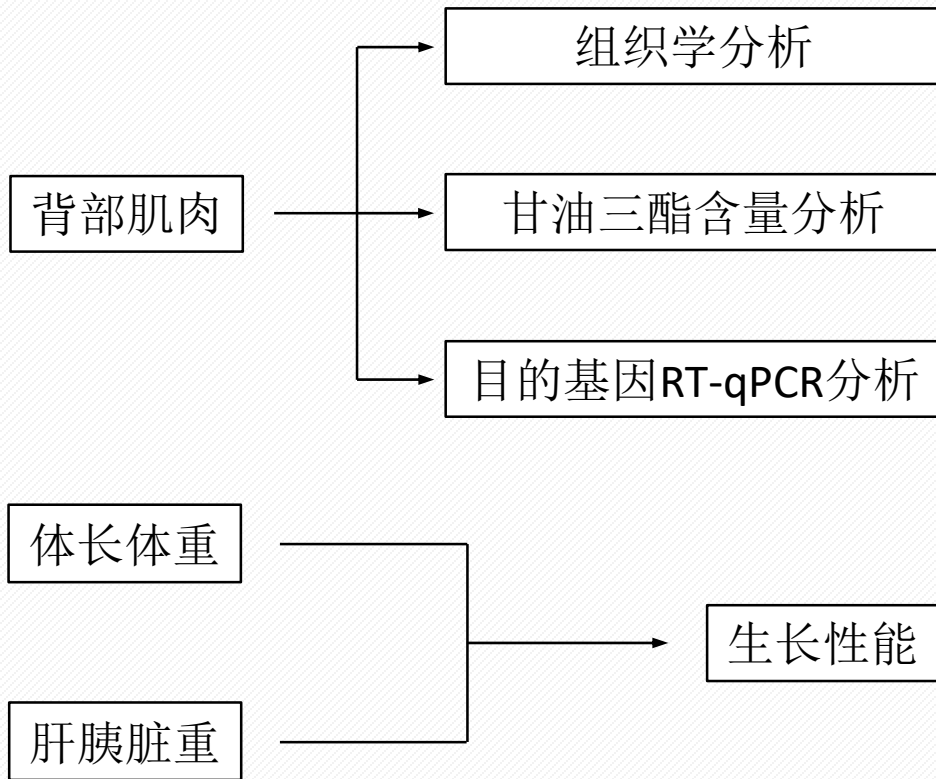 组织学分析
背部肌肉
甘油三酯含量分析
目的基因RT-qPCR分析
体长体重
生长性能
肝胰脏重